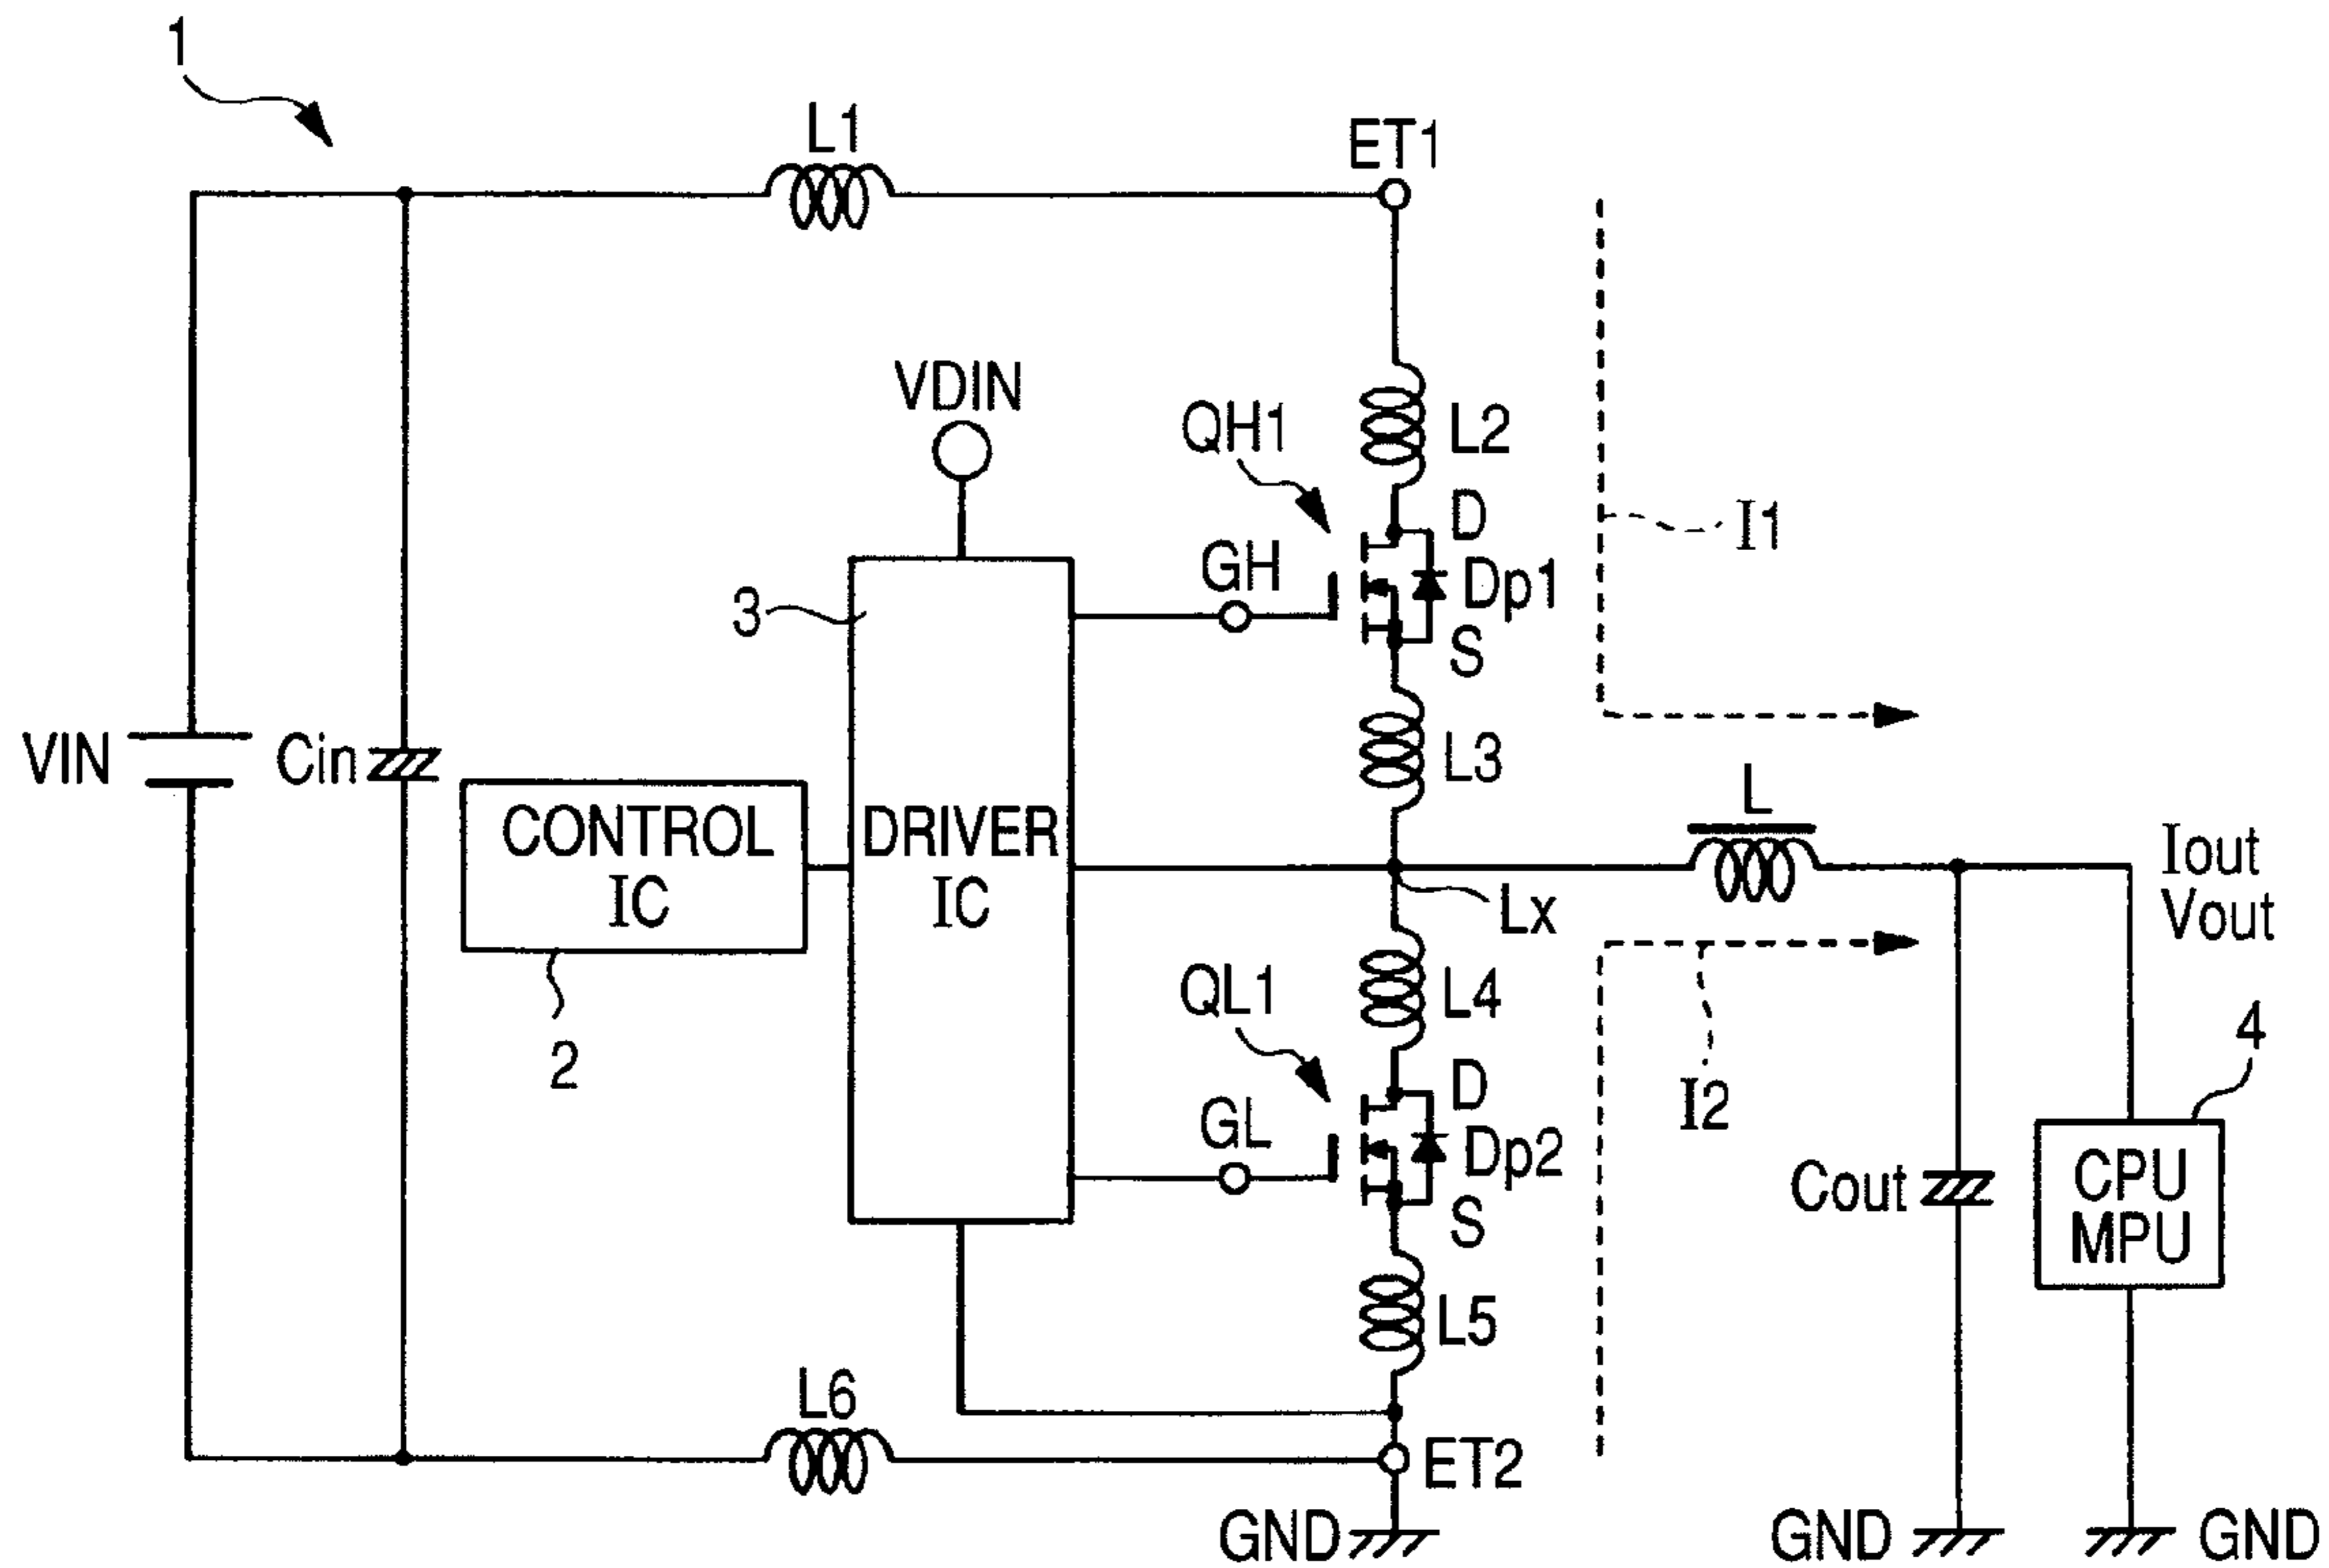 1
L1
ET1
VDIN
QH1
L2
D
GH
Dp1
I1
3
S
VIN
Cin
L3
CONTROL
IC
DRIVER
IC
L
Iout
Vout
Lx
2
QL1
L4
I2
4
D
GL
Dp2
Cout
CPU
MPU
S
L5
L6
ET2
GND
GND
GND